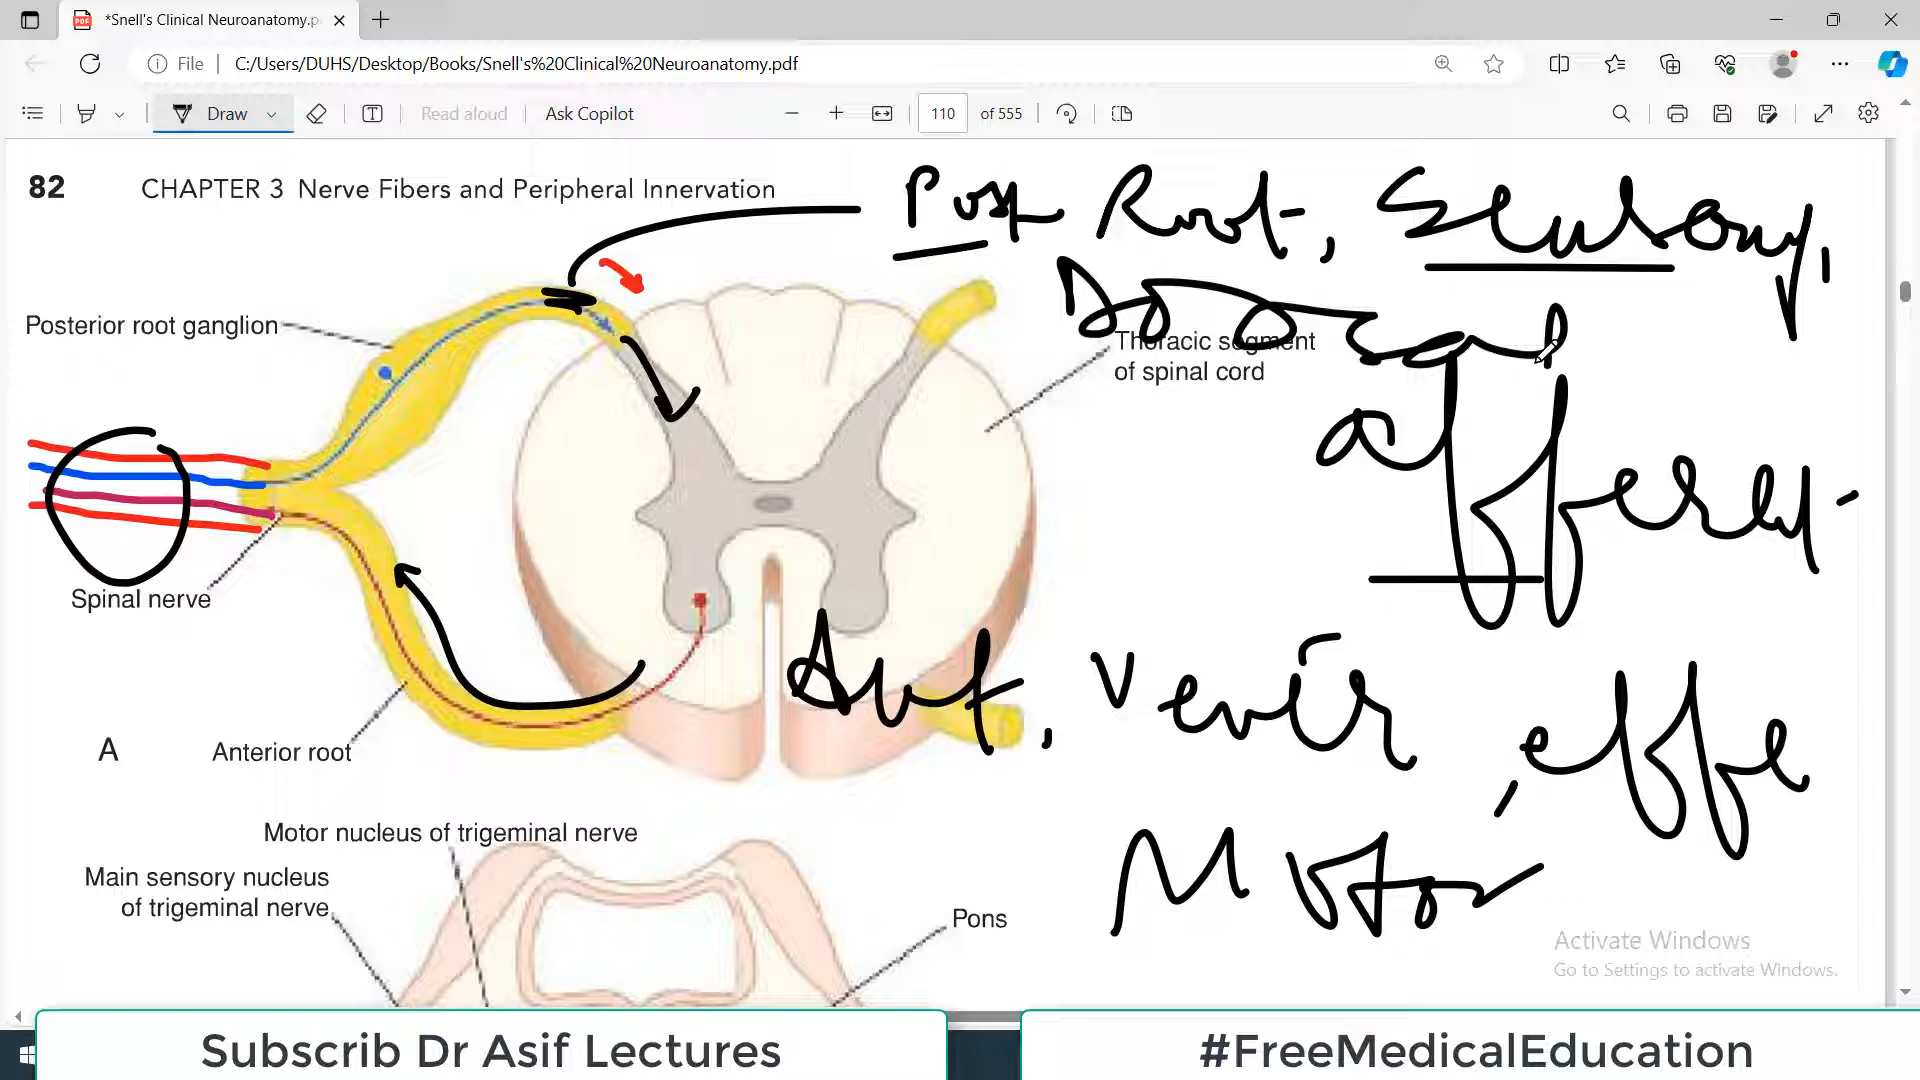 *Snell's Clinical Neuroanatomy.p
File
C:/Users/DUHS/Desktop/Books/Snell's%20Clinical%20Neuroanatomy.pdf
Draw
Read aloud
Ask Copilot
110 of 555
82 CHAPTER 3 Nerve Fibers and Peripheral Innervation
Post Root, Sensory,
Dorsal
Posterior root ganglion
Thoracic segment
of spinal cord
afferent
Spinal nerve
Ant, effe
A
Anterior root
Motor
Motor nucleus of trigeminal nerve
Main sensory nucleus
of trigeminal nerve
Pons
Activate Windows
Go to Settings to activate Windows.
Subscrib Dr Asif Lectures
#FreeMedicalEducation